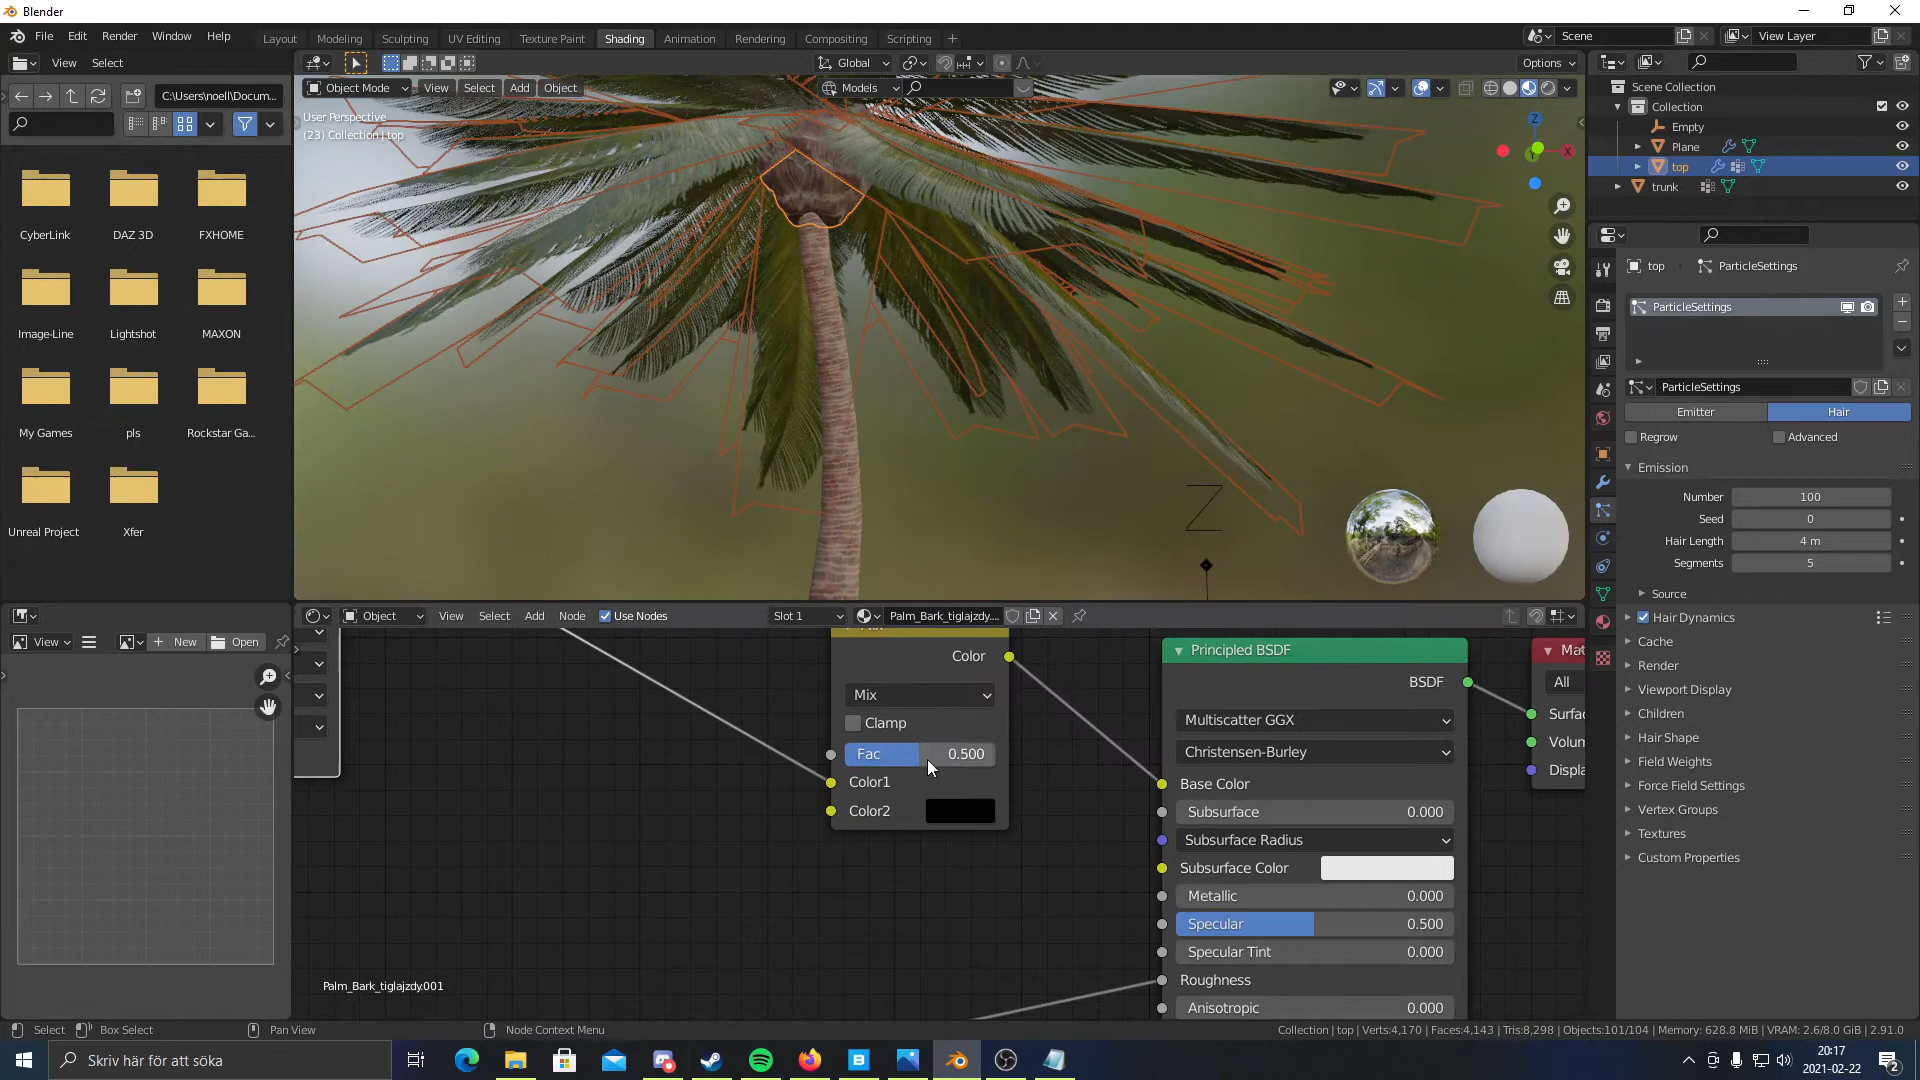 Blender
File Edit Render Window Help
Layout Modeling Sculpting UV Editing Texture Paint Shading Animation Rendering Compositing Scripting
Scene
View Layer
View Select
Global
Options
C:\Users\noell\Docum...
Object Mode View Select Add Object
Models
User Perspective
(23) Collection | top
Z
X
Y
CyberLink DAZ 3D FXHOME
Image-Line Lightshot MAXON
My Games pls Rockstar Ga...
Unreal Project Xfer
Scene Collection
Collection
Empty
Plane
top
trunk
top ParticleSettings
ParticleSettings
ParticleSettings
Emitter Hair
Regrow Advanced
Emission
Number 100
Seed 0
Hair Length 4 m
Segments 5
Source
Hair Dynamics
Cache
Render
Viewport Display
Children
Hair Shape
Field Weights
Force Field Settings
Vertex Groups
Textures
Custom Properties
Z
View New Open
Object View Select Add Node Use Nodes Slot 1 Palm_Bark_tiglajzdy....
Color
Mix
Clamp
Fac 0.500
Color1
Color2
Principled BSDF
BSDF
Multiscatter GGX
Christensen-Burley
Base Color
Subsurface 0.000
Subsurface Radius
Subsurface Color
Metallic 0.000
Specular 0.500
Specular Tint 0.000
Roughness
Anisotropic 0.000
Mat
All
Surfac
Volum
Displa
Palm_Bark_tiglajzdy.001
Select Box Select Pan View Node Context Menu
Collection | top | Verts:4,170 | Faces:4,143 | Tris:8,298 | Objects:101/104 | Memory: 628.8 MiB | VRAM: 2.6/8.0 GiB | 2.91.0
Skriv här för att söka
20:17
2021-02-22
2